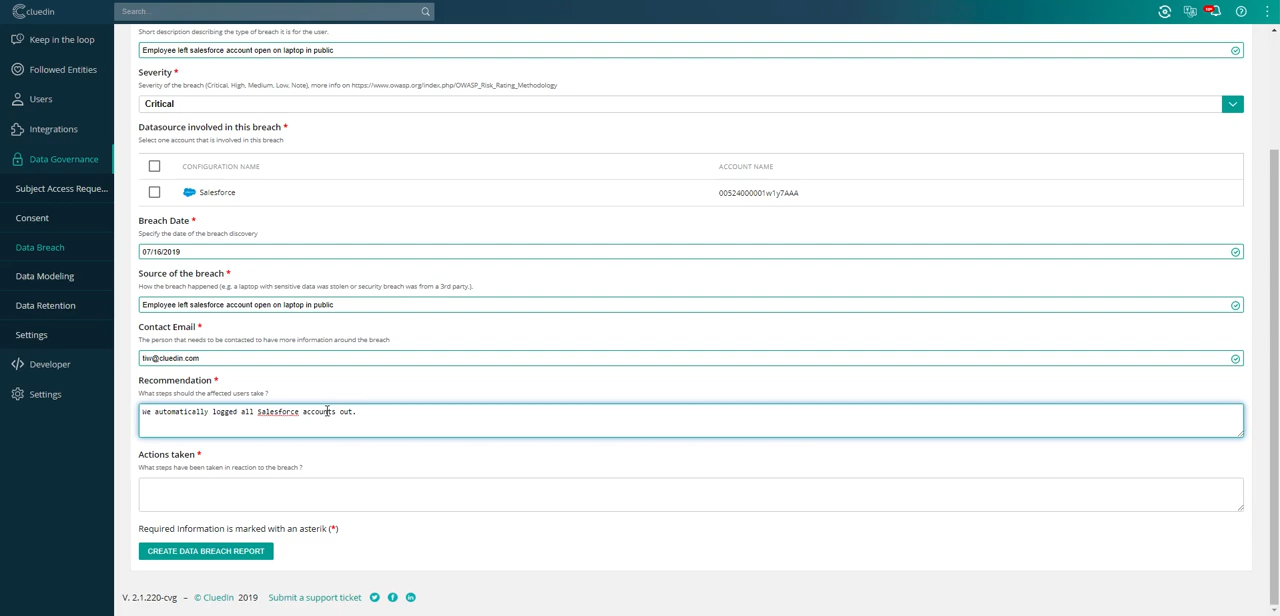 cluedin
Search...
Keep in the loop
Followed Entities
Users
Integrations
Data Governance
Subject Access Reque...
Consent
Data Breach
Data Modeling
Data Retention
Settings
Developer
Settings
Short description describing the type of breach it is for the user.
Employee left salesforce account open on laptop in public
Severity *
Severity of the breach (Critical, High, Medium, Low, Note), more info on https://www.owasp.org/index.php/OWASP_Risk_Rating_Methodology
Critical
Datasource involved in this breach *
Select one account that is involved in this breach
CONFIGURATION NAME ACCOUNT NAME
Salesforce 00524000001w1y7AAA
Breach Date *
Specify the date of the breach discovery
07/16/2019
Source of the breach *
How the breach happened (e.g. a laptop with sensitive data was stolen or security breach was from a 3rd party.).
Employee left salesforce account open on laptop in public
Contact Email *
The person that needs to be contacted to have more information around the breach
tiw@cluedin.com
Recommendation *
What steps should the affected users take ?
We automatically logged all Salesforce accounts out.
Actions taken *
What steps have been taken in reaction to the breach ?
Required Information is marked with an asterik (*)
CREATE DATA BREACH REPORT
V. 2.1.220-cvg – © CluedIn 2019 Submit a support ticket